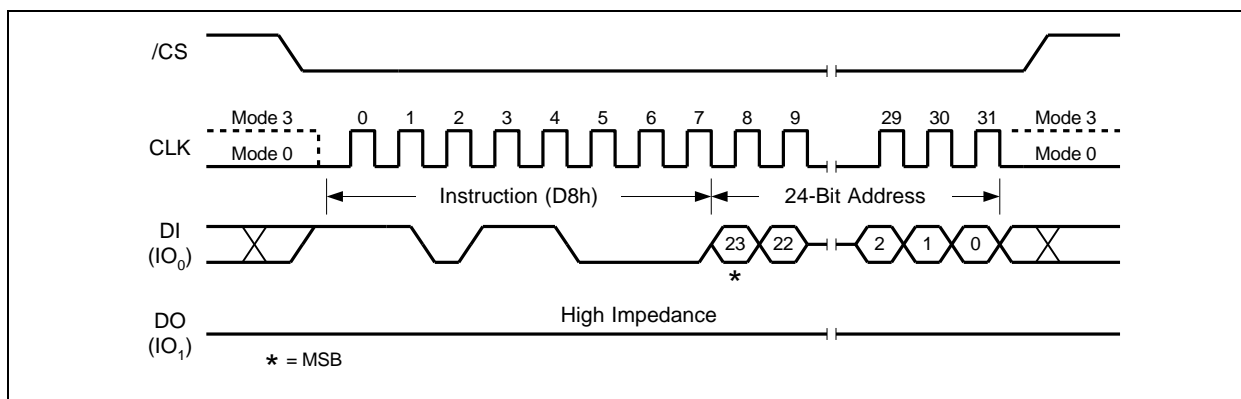 /CS
Mode 3
0 1 2 3 4 5 6 7 8 9 29 30 31
Mode 3
CLK
Mode 0
Mode 0
Instruction (D8h)
24-Bit Address
DI
(IO₀)
23 22 2 1 0
*
High Impedance
DO
(IO₁)
* = MSB